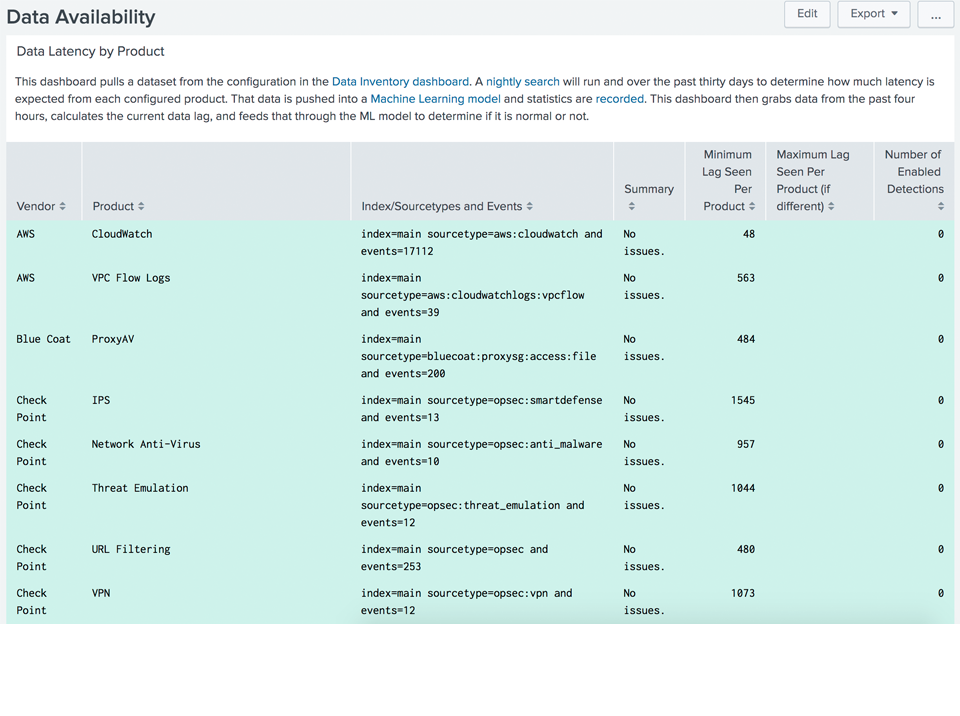 Data Availability
Edit
Export
...
Data Latency by Product
This dashboard pulls a dataset from the configuration in the Data Inventory dashboard. A nightly search will run and over the past thirty days to determine how much latency is
expected from each configured product. That data is pushed into a Machine Learning model and statistics are recorded. This dashboard then grabs data from the past four
hours, calculates the current data lag, and feeds that through the ML model to determine if it is normal or not.
Vendor
Product
Index/Sourcetypes and Events
Summary
Minimum
Lag Seen
Per
Product
Maximum Lag
Seen Per
Product (if
different)
Number of
Enabled
Detections
AWS CloudWatch index=main sourcetype=aws:cloudwatch and No 48 0
events=17112 issues.
AWS VPC Flow Logs index=main No 563 0
sourcetype=aws:cloudwatchlogs:vpcflow issues.
and events=39
Blue Coat ProxyAV index=main No 484 0
sourcetype=bluecoat:proxysg:access:file issues.
and events=200
Check IPS index=main sourcetype=opsec:smartdefense No 1545 0
Point and events=13 issues.
Check Network Anti-Virus index=main sourcetype=opsec:anti_malware No 957 0
Point and events=10 issues.
Check Threat Emulation index=main No 1044 0
Point sourcetype=opsec:threat_emulation and issues.
events=12
Check URL Filtering index=main sourcetype=opsec and No 480 0
Point events=253 issues.
Check VPN index=main sourcetype=opsec:vpn and No 1073 0
Point events=12 issues.